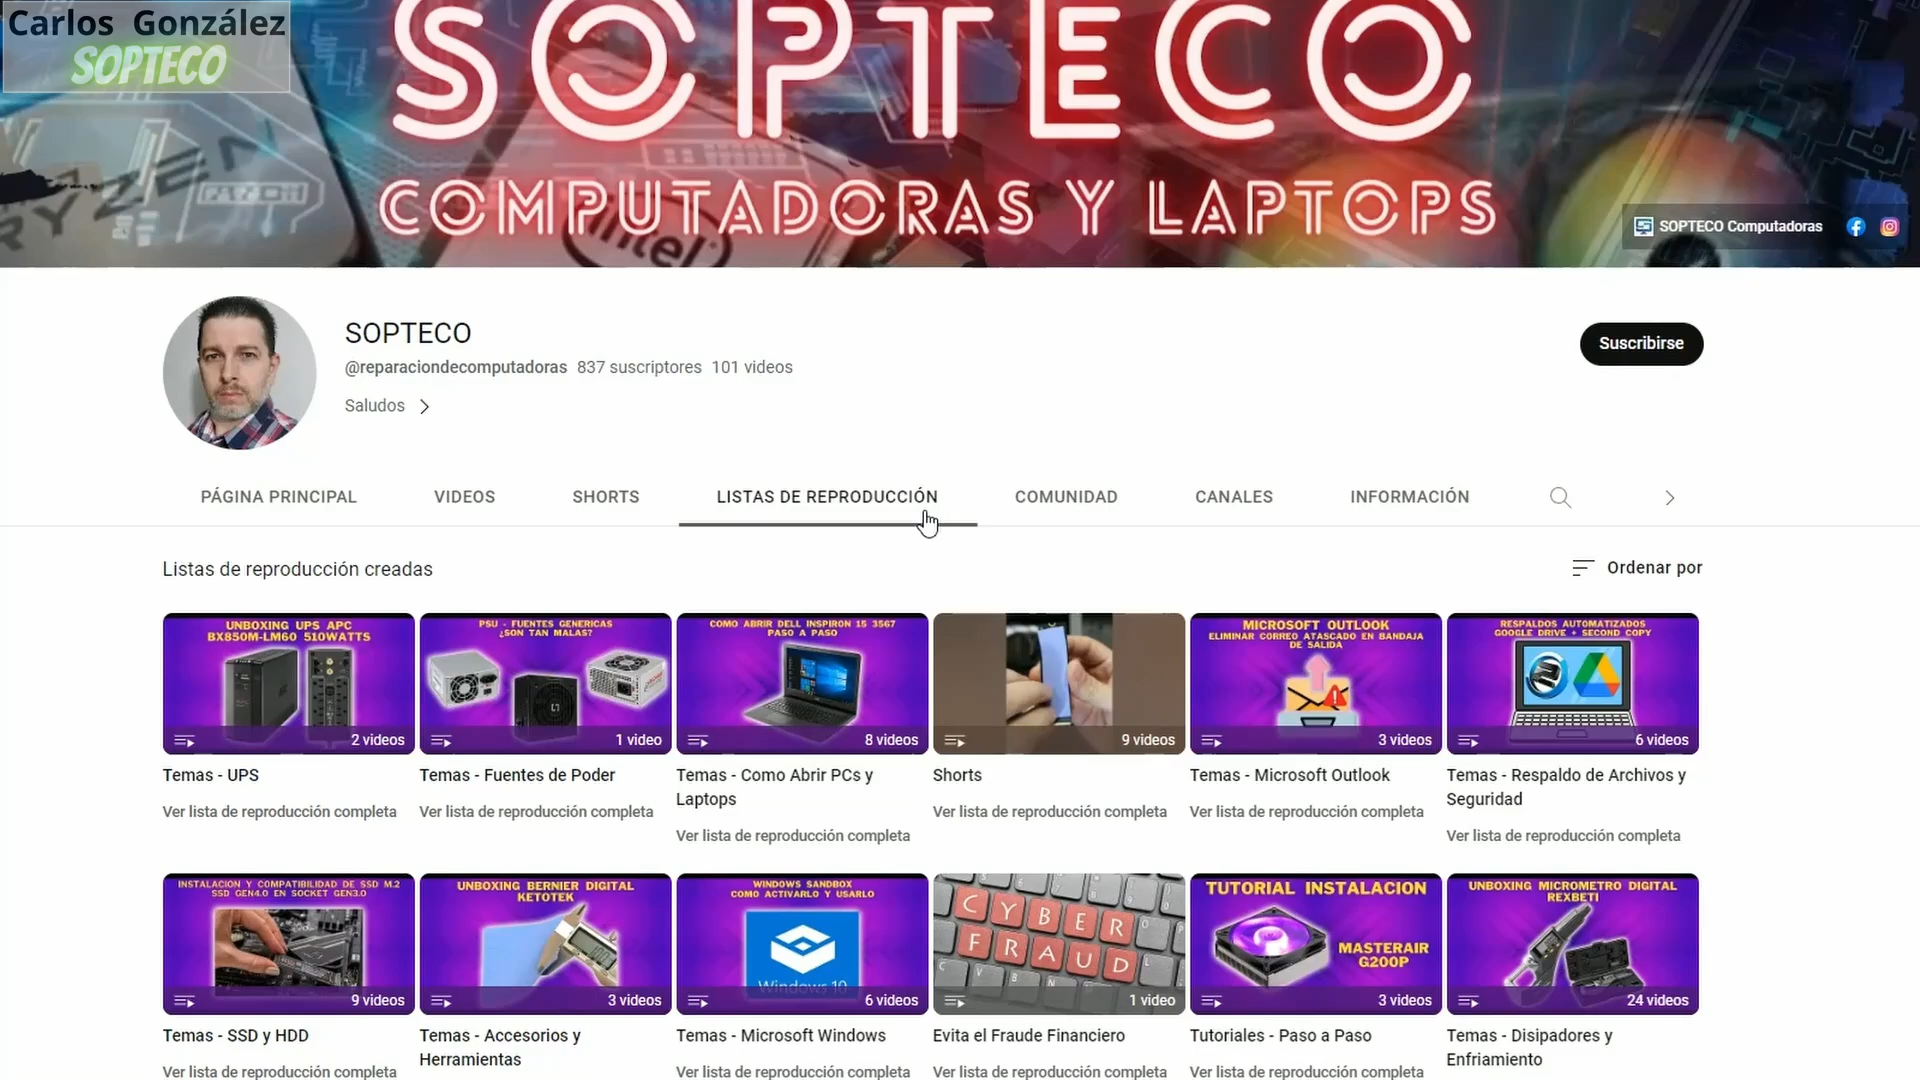 Carlos González
SOPTECO
SOPTECO
COMPUTADORAS Y LAPTOPS
RYZEN
intel
SOPTECO Computadoras
SOPTECO
@reparaciondecomputadoras 837 suscriptores 101 videos
Saludos
Suscribirse
PÁGINA PRINCIPAL
VIDEOS
SHORTS
LISTAS DE REPRODUCCIÓN
COMUNIDAD
CANALES
INFORMACIÓN
Listas de reproducción creadas
Ordenar por
UNBOXING UPS APC
BX850M-LM60 510WATTS
2 videos
Temas - UPS
Ver lista de reproducción completa
PSU - FUENTES GENERICAS
¿SON TAN MALAS?
1 video
Temas - Fuentes de Poder
Ver lista de reproducción completa
COMO ABRIR DELL INSPIRON 15 3567
PASO A PASO
8 videos
Temas - Como Abrir PCs y
Laptops
Ver lista de reproducción completa
9 videos
Shorts
Ver lista de reproducción completa
MICROSOFT OUTLOOK
ELIMINAR CORREO ATASCADO EN BANDAJA
DE SALIDA
3 videos
Temas - Microsoft Outlook
Ver lista de reproducción completa
RESPALDOS AUTOMATIZADOS
GOOGLE DRIVE + SECOND COPY
6 videos
Temas - Respaldo de Archivos y
Seguridad
Ver lista de reproducción completa
INSTALACION Y COMPATIBILIDAD DE SSD M.2
SSD GEN4.0 EN SOCKET GEN3.0
9 videos
Temas - SSD y HDD
Ver lista de reproducción completa
UNBOXING BERNIER DIGITAL
KETOTEK
3 videos
Temas - Accesorios y
Herramientas
WINDOWS SANDBOX
COMO ACTIVARLO Y USARLO
Windows 10
6 videos
Temas - Microsoft Windows
Ver lista de reproducción completa
CYBER
FRAUD
1 video
Evita el Fraude Financiero
Ver lista de reproducción completa
TUTORIAL INSTALACION
MASTERAIR
G200P
3 videos
Tutoriales - Paso a Paso
Ver lista de reproducción completa
UNBOXING MICROMETRO DIGITAL
REXBETI
24 videos
Temas - Disipadores y
Enfriamiento